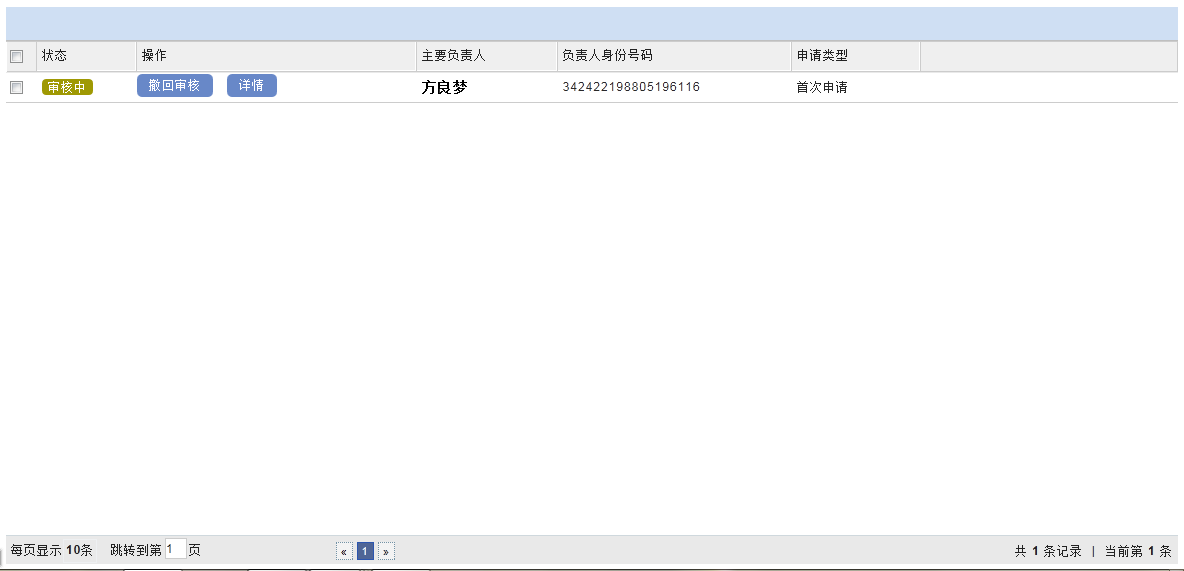 状态 操作 主要负责人 负责人身份号码 申请类型
审核中 撤回审核 详情 方良梦 342422198805196116 首次申请
每页显示 10条 跳转到第 1 页 « 1 » 共 1 条记录 | 当前第 1 条